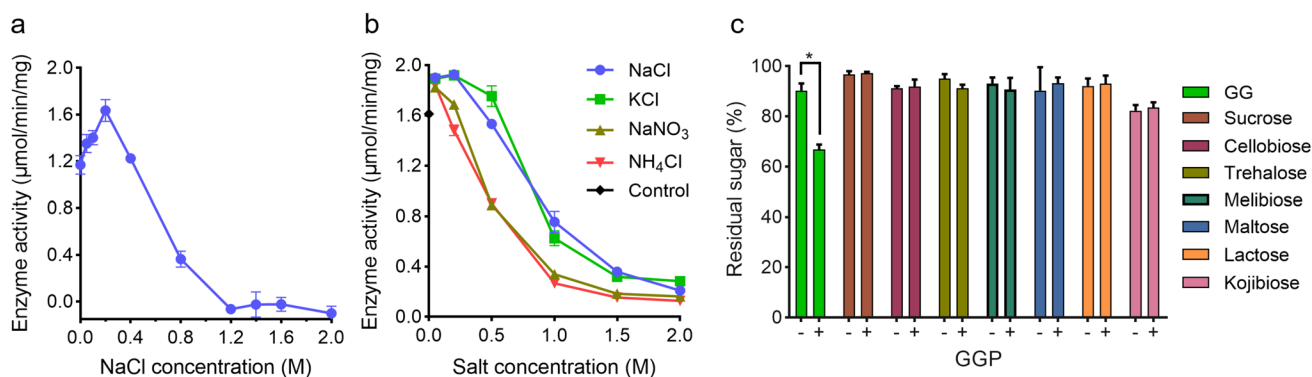 a
Enzyme activity (µmol/min/mg)
2.0
1.6
1.2
0.8
0.4
0.0
0.0 0.4 0.8 1.2 1.6 2.0
NaCl concentration (M)
b
Enzyme activity (µmol/min/mg)
2.0
1.6
1.2
0.8
0.4
0.0
0.0 0.5 1.0 1.5 2.0
Salt concentration (M)
NaCl
KCl
NaNO₃
NH₄Cl
Control
c
Residual sugar (%)
100
80
60
40
20
0
*
- + - + - + - + - + - + - + - +
GGP
GG
Sucrose
Cellobiose
Trehalose
Melibiose
Maltose
Lactose
Kojibiose